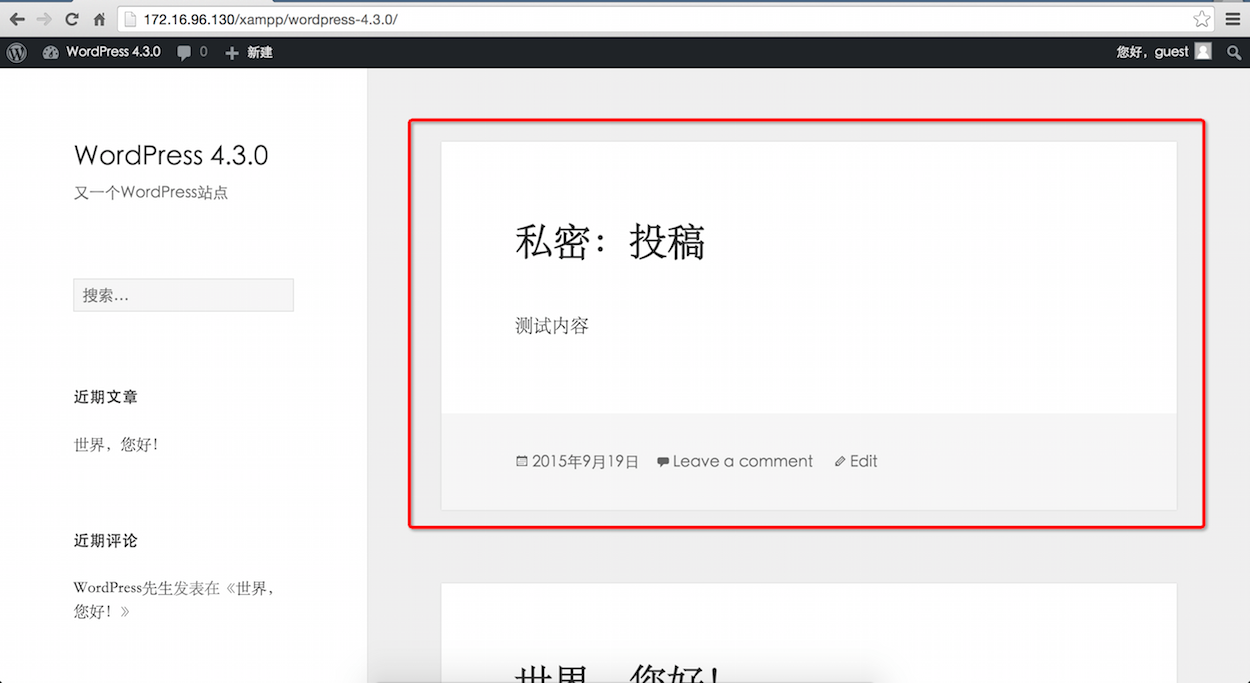 172.16.96.130/xampp/wordpress-4.3.0/
WordPress 4.3.0 0 新建 您好，guest
WordPress 4.3.0
又一个WordPress站点
搜索…
近期文章
世界，您好！
近期评论
WordPress先生发表在《世界，
您好！》
私密：投稿
测试内容
2015年9月19日 Leave a comment Edit
世界，您好！